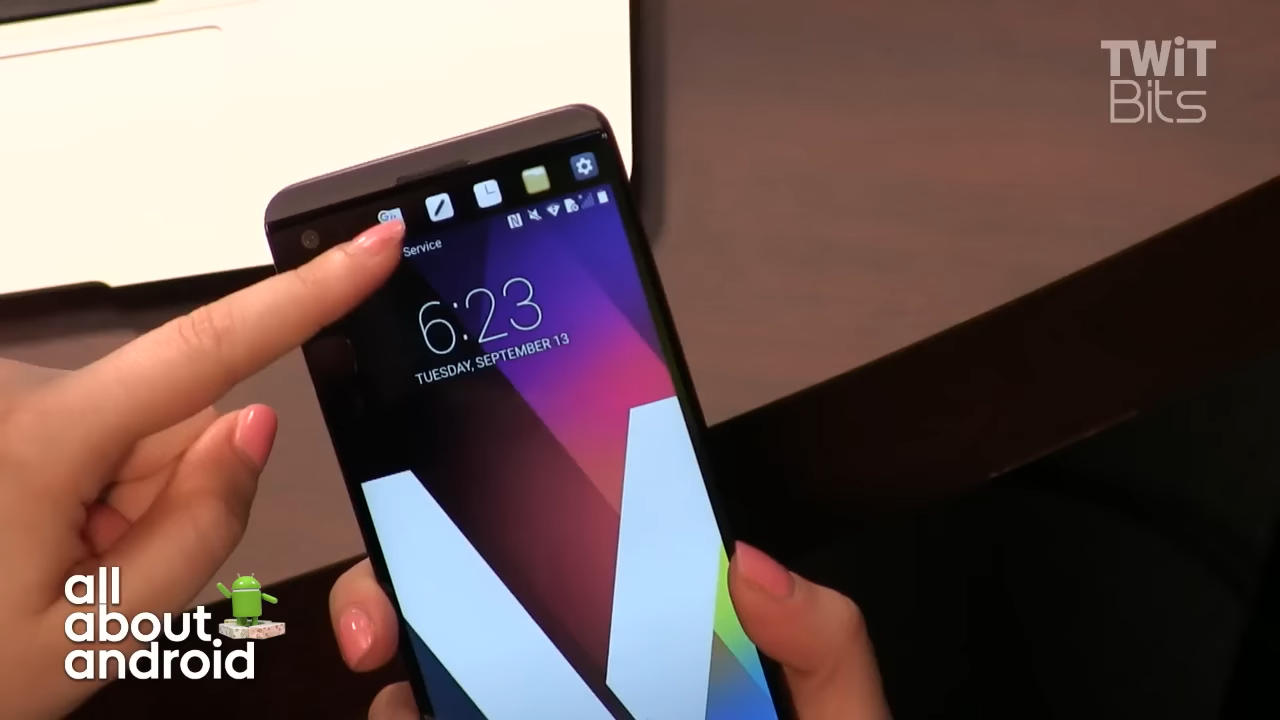 TWiT
Bits
Service
6:23
TUESDAY, SEPTEMBER 13
all
about
android